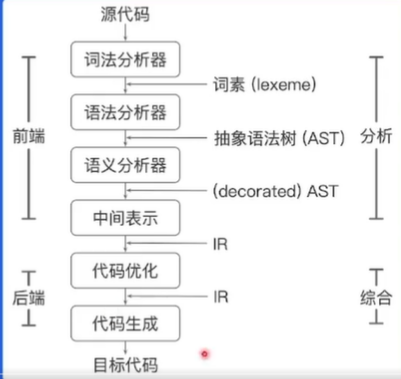 源代码
词法分析器
词素 (lexeme)
语法分析器
前端
抽象语法树 (AST)
分析
语义分析器
(decorated) AST
中间表示
IR
代码优化
后端
IR
综合
代码生成
目标代码